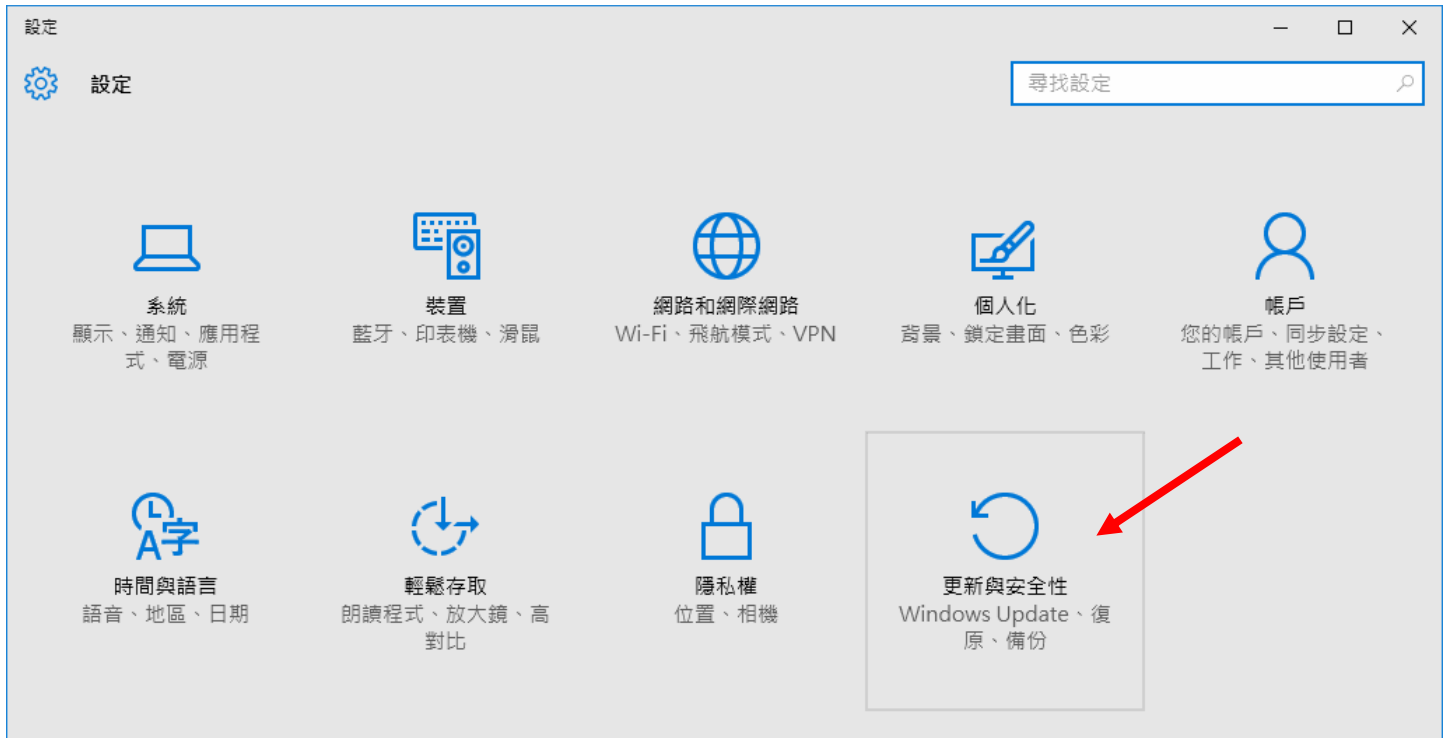 設定
設定
尋找設定
系統
顯示、通知、應用程
式、電源
裝置
藍牙、印表機、滑鼠
網路和網際網路
Wi-Fi、飛航模式、VPN
個人化
背景、鎖定畫面、色彩
帳戶
您的帳戶、同步設定、
工作、其他使用者
時間與語言
語音、地區、日期
輕鬆存取
朗讀程式、放大鏡、高
對比
隱私權
位置、相機
更新與安全性
Windows Update、復
原、備份